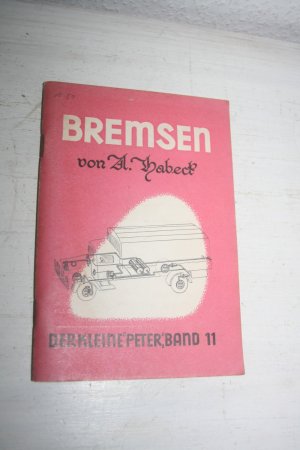 BREMSEN
von A. Habeck
DER KLEINE "PETER", BAND 11